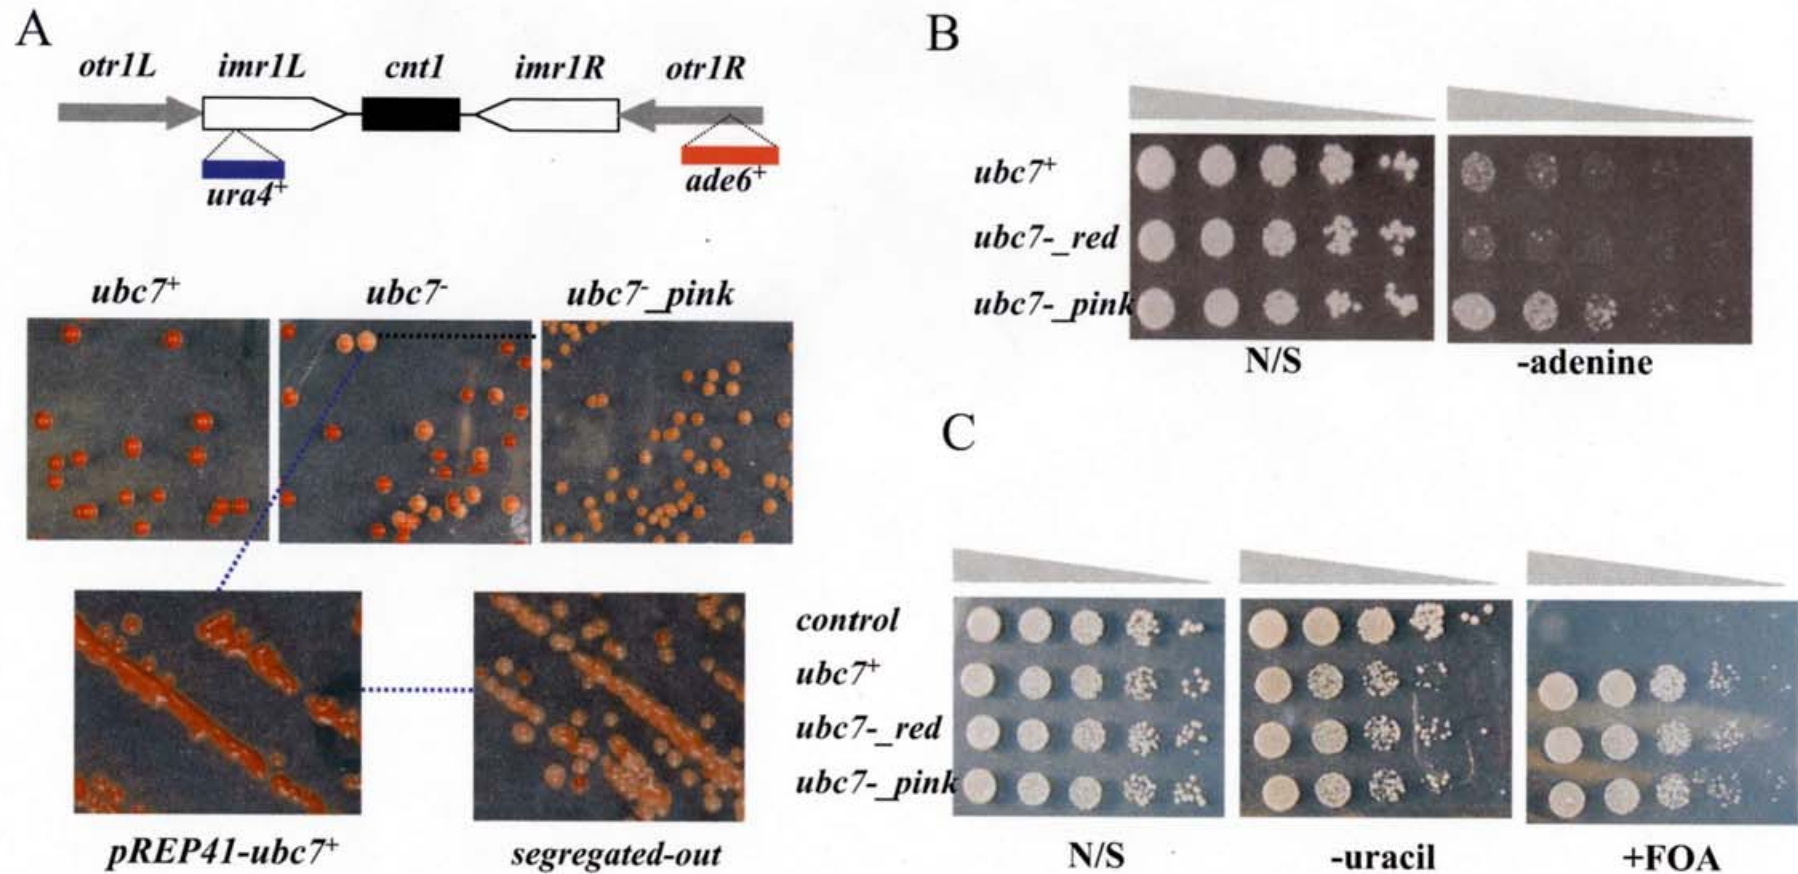 A
otr1L imr1L cnt1 imr1R otr1R
ura4+
ade6+
ubc7+ ubc7- ubc7-_pink
pREP41-ubc7+ segregated-out
B
ubc7+
ubc7-_red
ubc7-_pink
N/S -adenine
C
control
ubc7+
ubc7-_red
ubc7-_pink
N/S -uracil +FOA